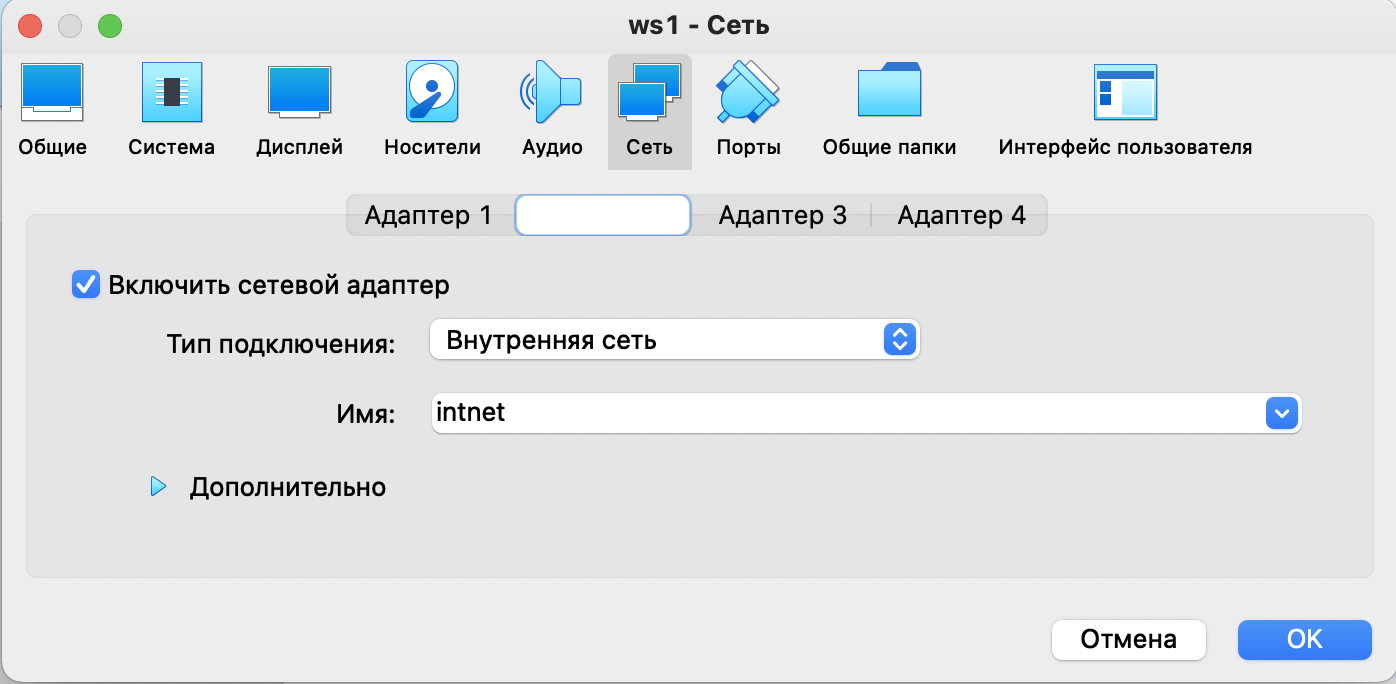 ws1 - Сеть
Общие Система Дисплей Носители Аудио Сеть Порты Общие папки Интерфейс пользователя
Адаптер 1 Адаптер 3 Адаптер 4
Включить сетевой адаптер
Тип подключения: Внутренняя сеть
Имя: intnet
Дополнительно
Отмена OK